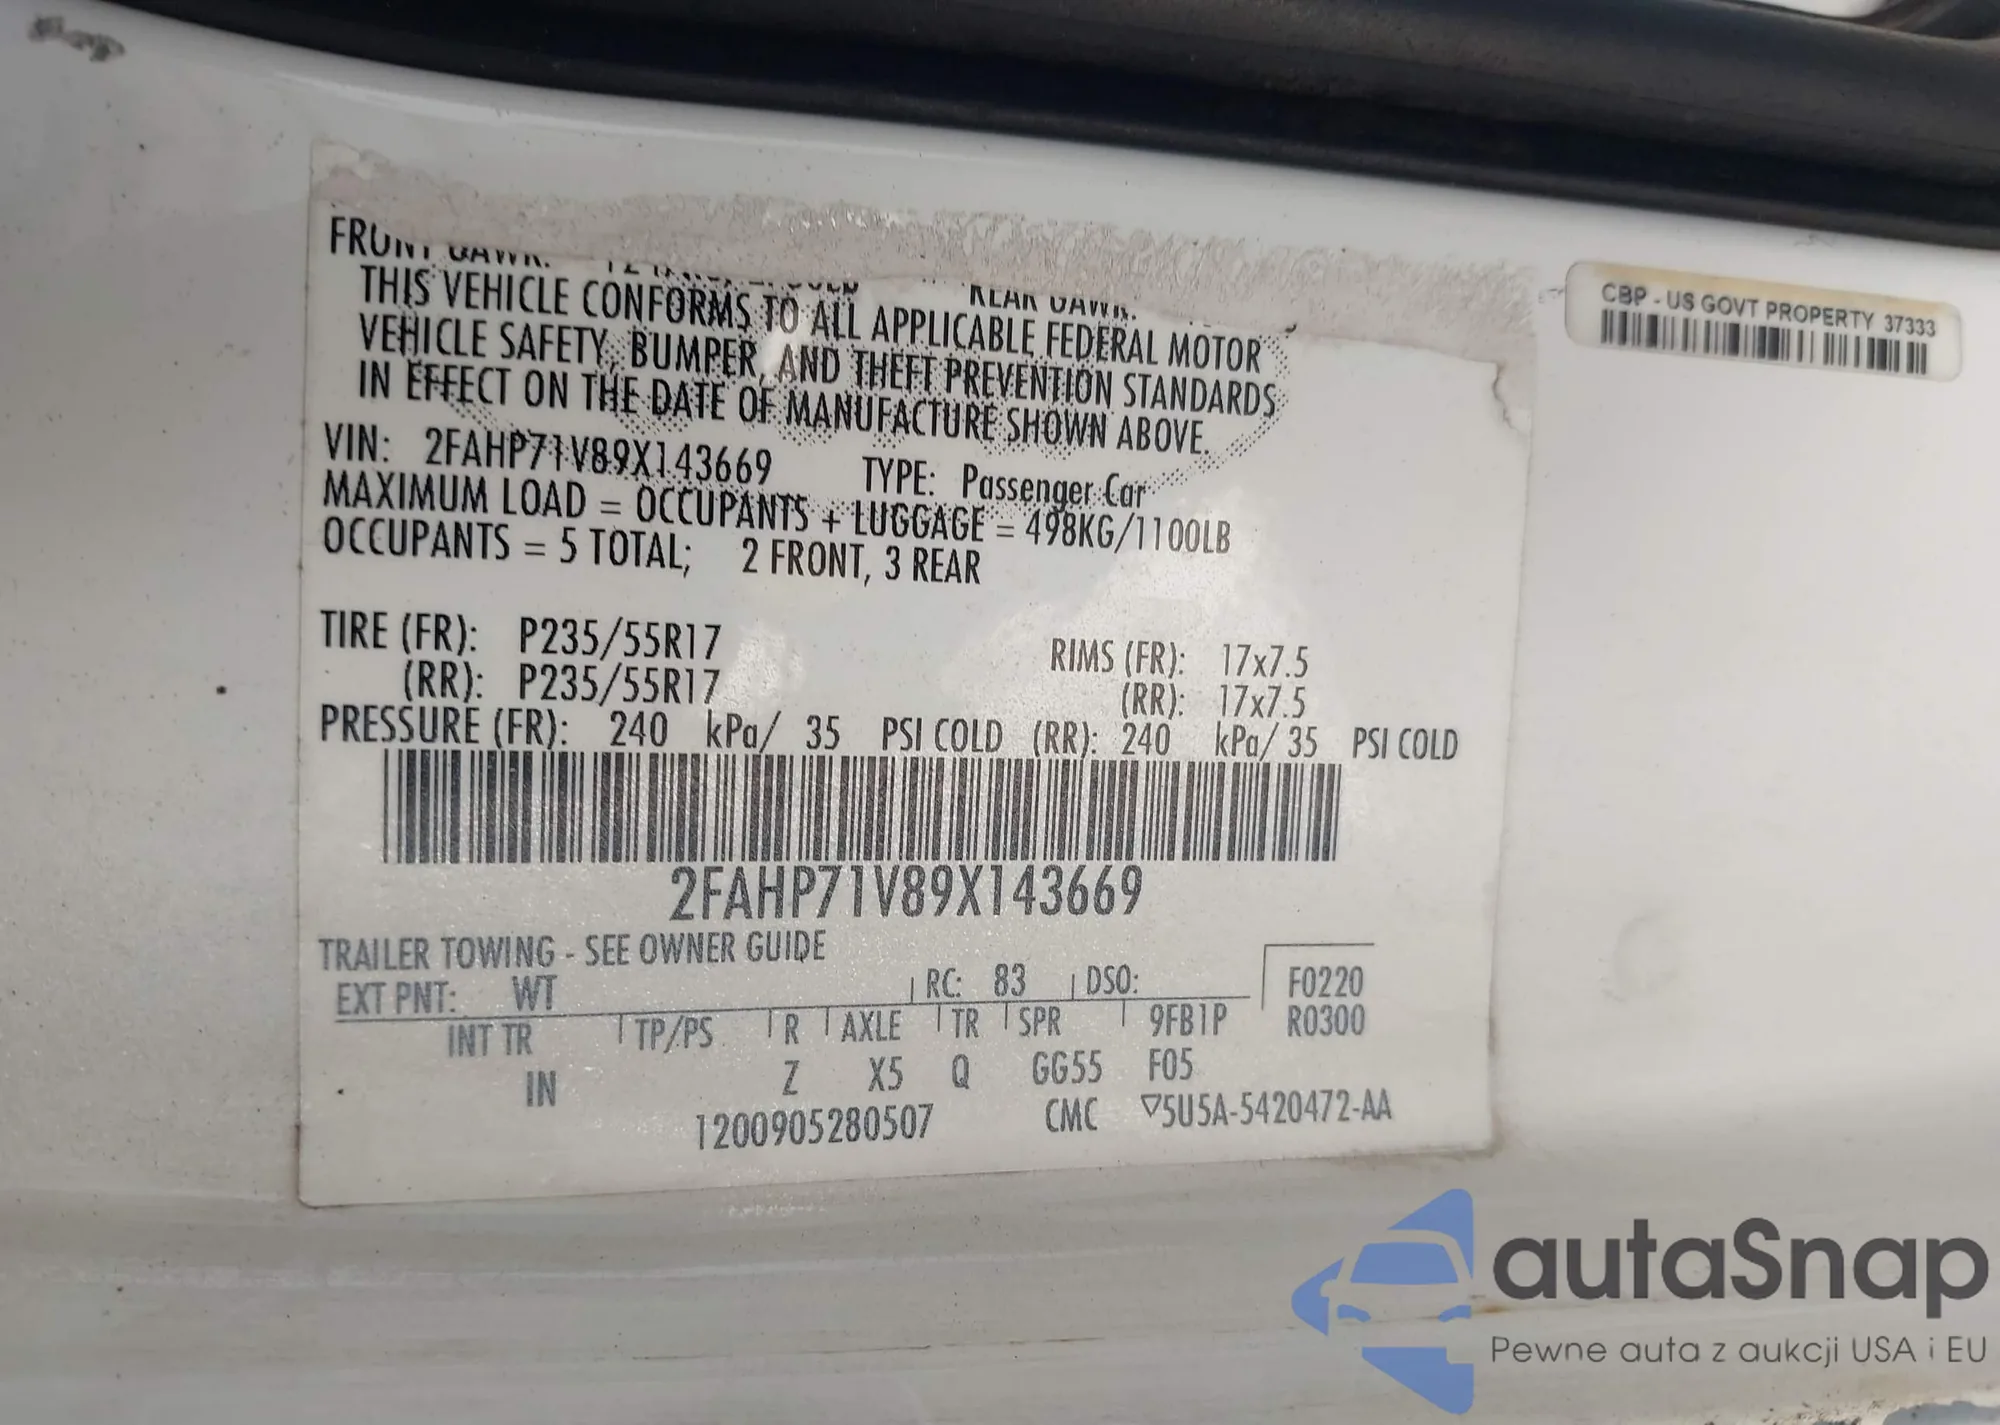 THIS VEHICLE CONFORMS TO ALL APPLICABLE FEDERAL MOTOR
VEHICLE SAFETY, BUMPER, AND THEFT PREVENTION STANDARDS
IN EFFECT ON THE DATE OF MANUFACTURE SHOWN ABOVE.
VIN: 2FAHP71V89X143669 TYPE: Passenger Car
MAXIMUM LOAD = OCCUPANTS + LUGGAGE = 498KG/1100LB
OCCUPANTS = 5 TOTAL; 2 FRONT, 3 REAR
TIRE (FR): P235/55R17 RIMS (FR): 17x7.5
(RR): P235/55R17 (RR): 17x7.5
PRESSURE (FR): 240 kPa/ 35 PSI COLD (RR): 240 kPa/ 35 PSI COLD
2FAHP71V89X143669
TRAILER TOWING - SEE OWNER GUIDE
EXT PNT: WT RC: 83 DSO: F0220
INT TR TP/PS R AXLE TR SPR 9FB1P R0300
IN Z X5 Q GG55 F05
1200905280507 CMC ▽5U5A-5420472-AA
CBP - US GOVT PROPERTY 37333
autaSnap
Pewne auta z aukcji USA i EU